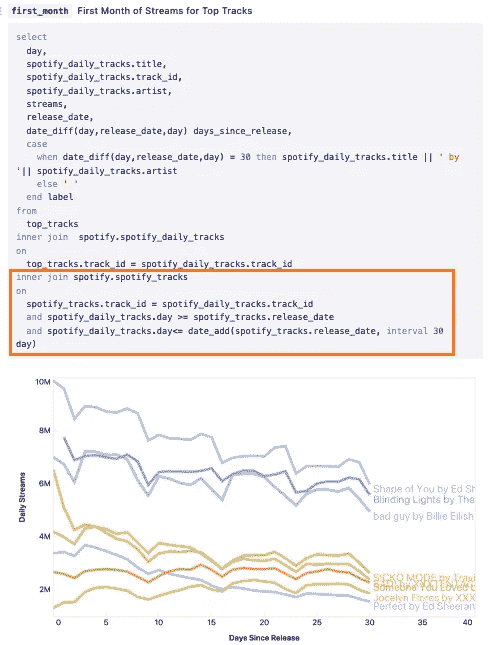 first_month First Month of Streams for Top Tracks
select
day,
spotify_daily_tracks.title,
spotify_daily_tracks.track_id,
spotify_daily_tracks.artist,
streams,
release_date,
date_diff(day,release_date,day) days_since_release,
case
when date_diff(day,release_date,day) = 30 then spotify_daily_tracks.title || ' by
'|| spotify_daily_tracks.artist
else ' '
end label
from
top_tracks
inner join spotify.spotify_daily_tracks
on
top_tracks.track_id = spotify_daily_tracks.track_id
inner join spotify.spotify_tracks
on
spotify_tracks.track_id = spotify_daily_tracks.track_id
and spotify_daily_tracks.day >= spotify_tracks.release_date
and spotify_daily_tracks.day<= date_add(spotify_tracks.release_date, interval 30
day)
10M
8M
6M
4M
2M
Daily Streams
Shape of You by Ed Sh
Blinding Lights by The
bad guy by Billie Eilish
SICKO MODE by Trav
Someone You Loved
Jocelyn Flores by XXX
Perfect by Ed Sheeran
0 5 10 15 20 25 30 35 40
Days Since Release